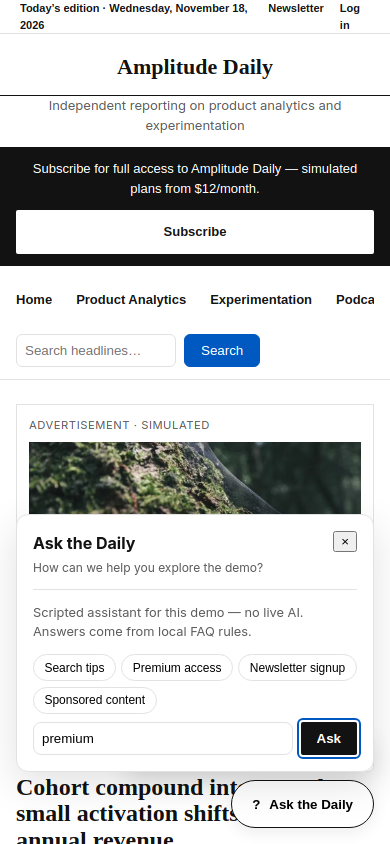 Today's edition · Wednesday, November 18, 2026
Newsletter
Log in
Amplitude Daily
Independent reporting on product analytics and
experimentation
Subscribe for full access to Amplitude Daily — simulated
plans from $12/month.
Subscribe
Home Product Analytics Experimentation Podca
Search headlines…
Search
ADVERTISEMENT · SIMULATED
Ask the Daily
×
How can we help you explore the demo?
Scripted assistant for this demo — no live AI.
Answers come from local FAQ rules.
Search tips
Premium access
Newsletter signup
Sponsored content
premium
Ask
Cohort compound
small activation shifts
annual revenue
? Ask the Daily